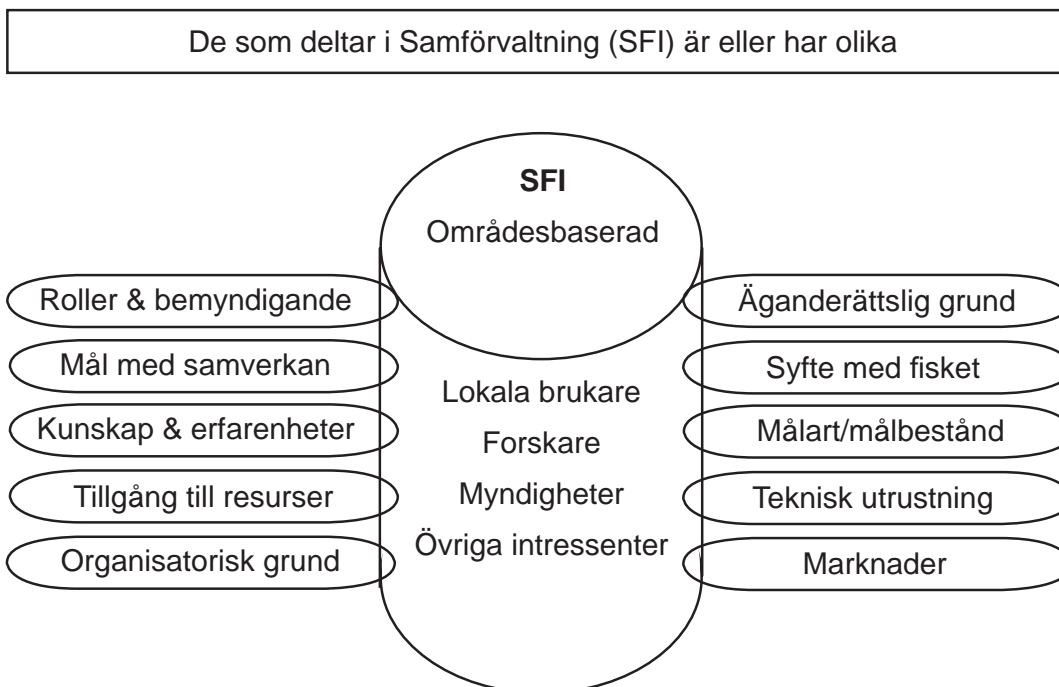 De som deltar i Samförvaltning (SFI) är eller har olika
SFI
Områdesbaserad
Roller & bemyndigande
Mål med samverkan
Kunskap & erfarenheter
Tillgång till resurser
Organisatorisk grund
Lokala brukare
Forskare
Myndigheter
Övriga intressenter
Äganderättslig grund
Syfte med fisket
Målart/målbestånd
Teknisk utrustning
Marknader